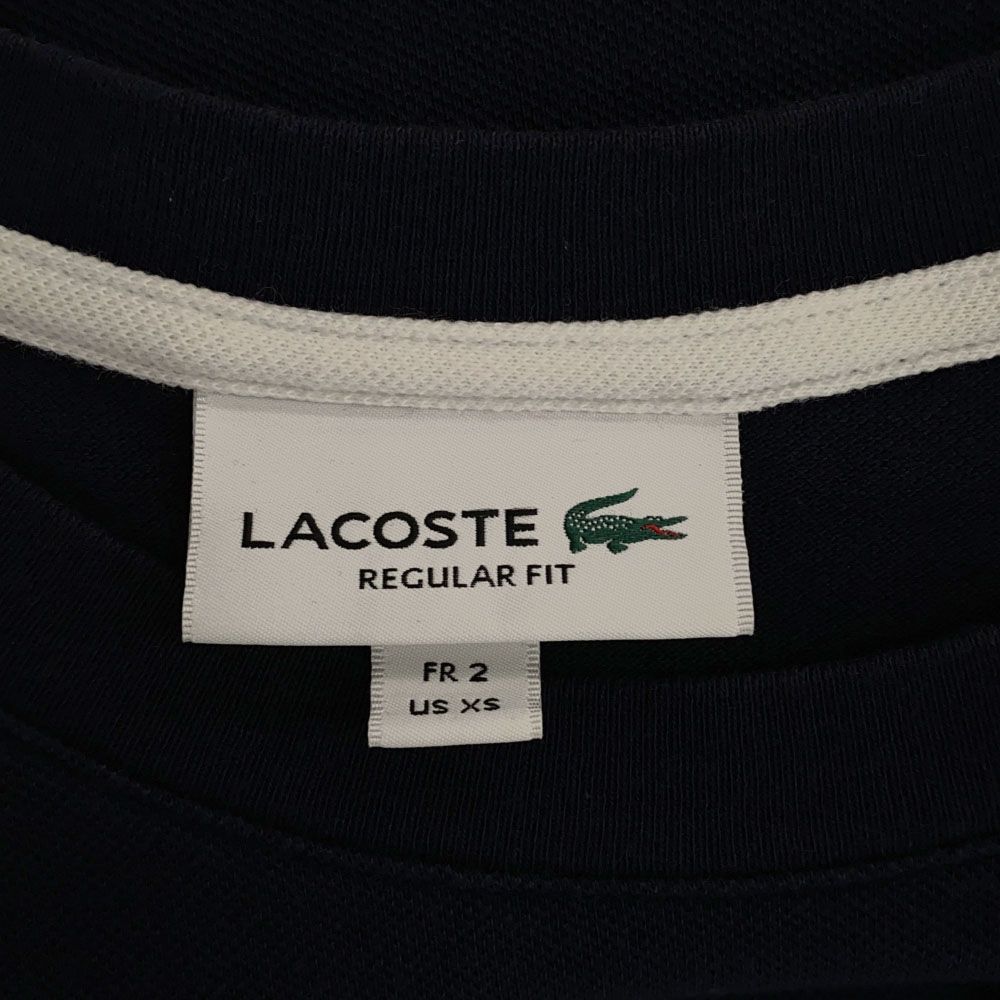 LACOSTE
REGULAR FIT
FR 2
US XS